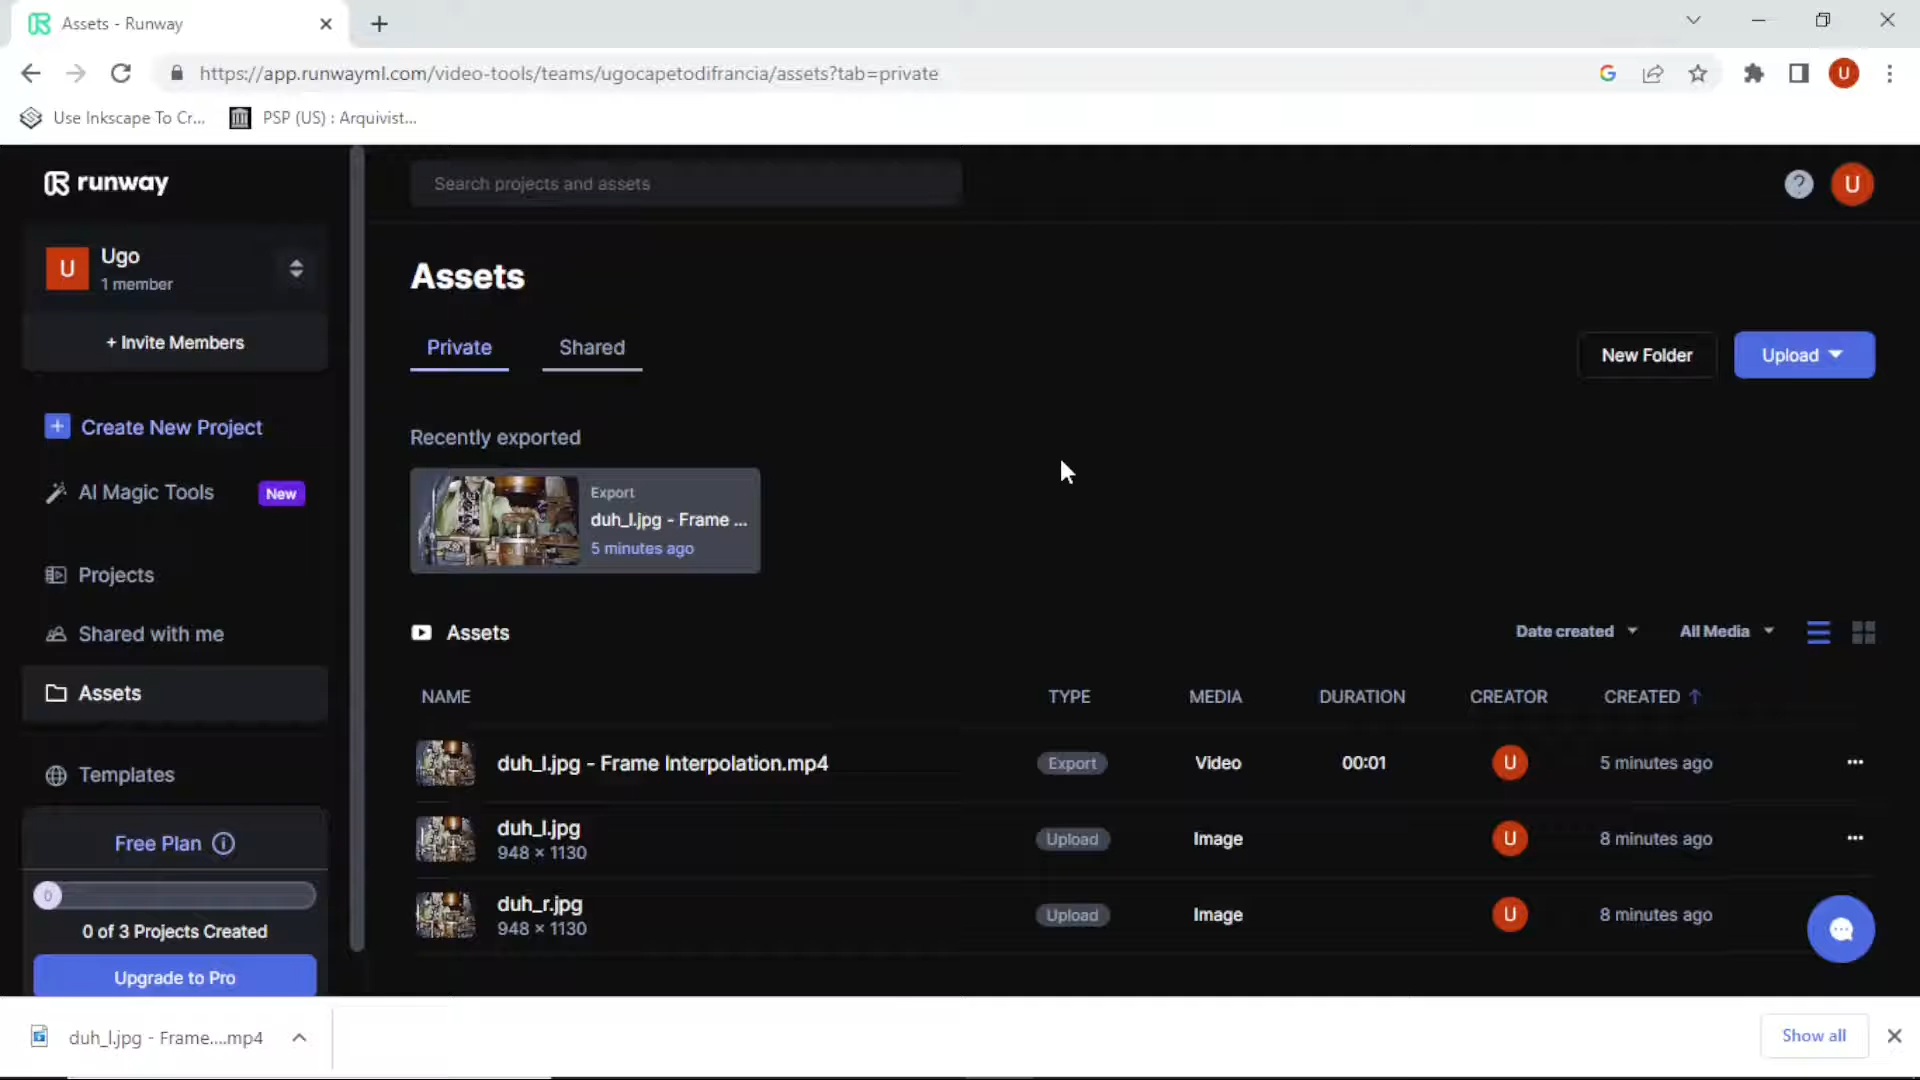 Assets - Runway
https://app.runwayml.com/video-tools/teams/ugocapetodifrancia/assets?tab=private
G
U
Use Inkscape To Cr...
PSP (US) : Arquivist...
runway
Search projects and assets
?
U
U
Ugo
1 member
+ Invite Members
Create New Project
AI Magic Tools
New
Projects
Shared with me
Assets
Templates
Free Plan
0
0 of 3 Projects Created
Upgrade to Pro
Assets
Private
Shared
New Folder
Upload
Recently exported
Export
duh_l.jpg - Frame ...
5 minutes ago
Assets
Date created
All Media
NAME TYPE MEDIA DURATION CREATOR CREATED ↑
duh_l.jpg - Frame Interpolation.mp4 Export Video 00:01 U 5 minutes ago ...
duh_l.jpg Upload Image U 8 minutes ago ...
948 × 1130
duh_r.jpg Upload Image U 8 minutes ago
948 × 1130
duh_l.jpg - Frame....mp4
Show all